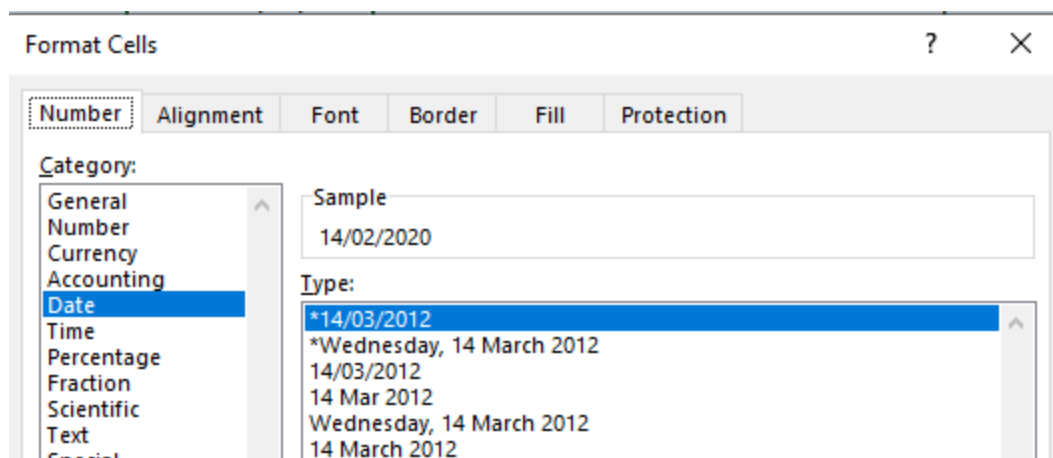 Format Cells ?
Number Alignment Font Border Fill Protection
Category:
General
Number
Currency
Accounting
Date
Time
Percentage
Fraction
Scientific
Text
Sample
14/02/2020
Type:
*14/03/2012
*Wednesday, 14 March 2012
14/03/2012
14 Mar 2012
Wednesday, 14 March 2012
14 March 2012